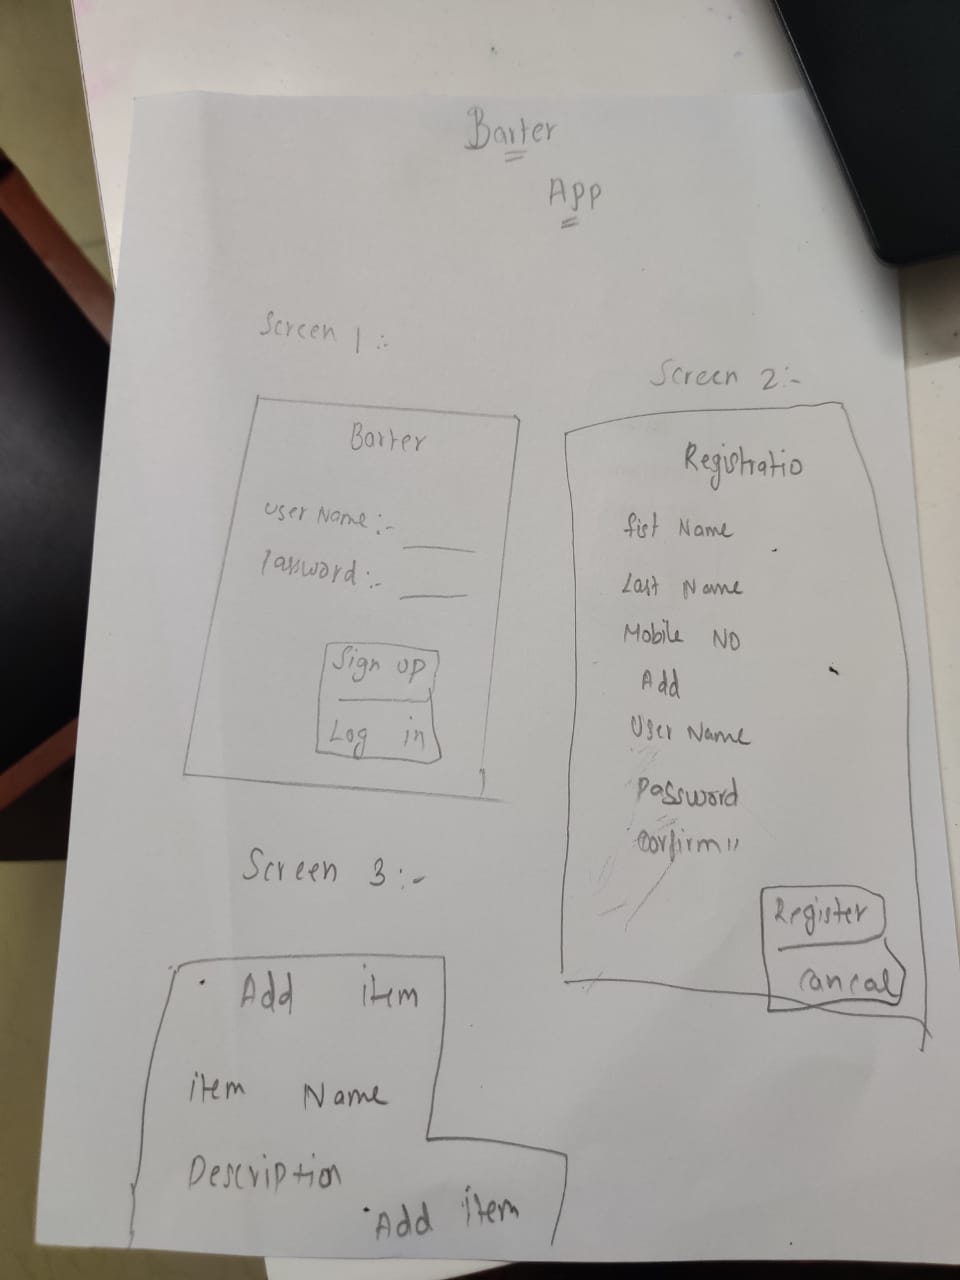 Barter
App
Screen 1 :-
Barter
User Name :-
Password :-
Sign up
Log in
Screen 2 :-
Registratio
fist Name
Last Name
Mobile NO
Add
User Name
Password
Confirm "
Register
Cancal
Screen 3 :-
Add item
item Name
Description
Add item